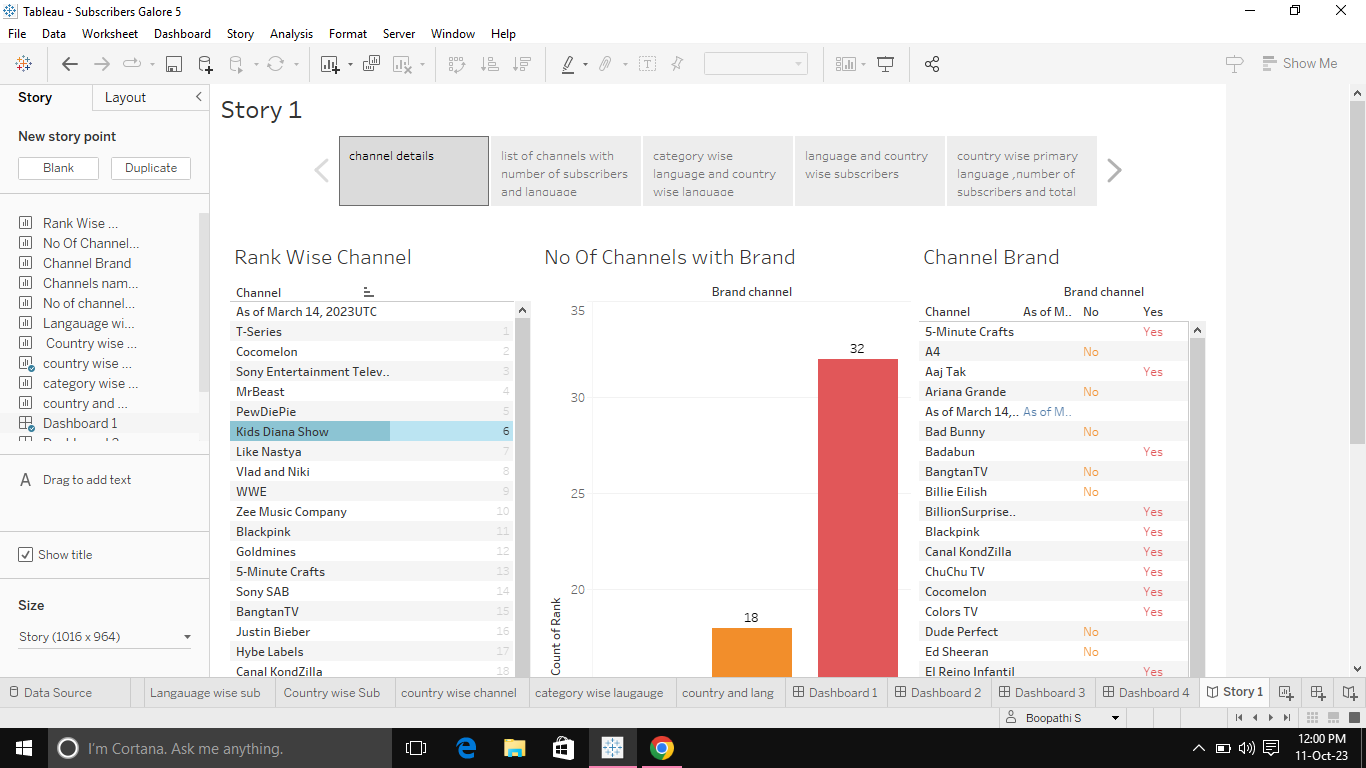 Tableau - Subscribers Galore 5
File Data Worksheet Dashboard Story Analysis Format Server Window Help
Show Me
Story Layout
New story point
Blank Duplicate
Rank Wise ...
No Of Channel...
Channel Brand
Channels nam...
No of channel...
Langauage wi...
Country wise ...
country wise ...
category wise ...
country and ...
Dashboard 1
Drag to add text
Show title
Size
Story (1016 x 964)
Story 1
channel details
list of channels with
number of subscribers
and language
category wise
language and country
wise language
language and country
wise subscribers
country wise primary
language ,number of
subscribers and total
Rank Wise Channel
Channel
As of March 14, 2023UTC
T-Series 1
Cocomelon 2
Sony Entertainment Telev.. 3
MrBeast 4
PewDiePie 5
Kids Diana Show 6
Like Nastya 7
Vlad and Niki 8
WWE 9
Zee Music Company 10
Blackpink 11
Goldmines 12
5-Minute Crafts 13
Sony SAB 14
BangtanTV 15
Justin Bieber 16
Hybe Labels 17
Canal KondZilla 18
No Of Channels with Brand
Brand channel
35
32
30
25
20
18
Count of Rank
Channel Brand
Brand channel
Channel As of M.. No Yes
5-Minute Crafts Yes
A4 No
Aaj Tak Yes
Ariana Grande No
As of March 14,.. As of M..
Bad Bunny No
Badabun Yes
BangtanTV No
Billie Eilish No
BillionSurprise.. Yes
Blackpink Yes
Canal KondZilla Yes
ChuChu TV Yes
Cocomelon Yes
Colors TV Yes
Dude Perfect No
Ed Sheeran No
El Reino Infantil Yes
Data Source Langauage wise sub Country wise Sub country wise channel category wise laugauge country and lang Dashboard 1 Dashboard 2 Dashboard 3 Dashboard 4 Story 1
Boopathi S
I'm Cortana. Ask me anything.
12:00 PM
11-Oct-23